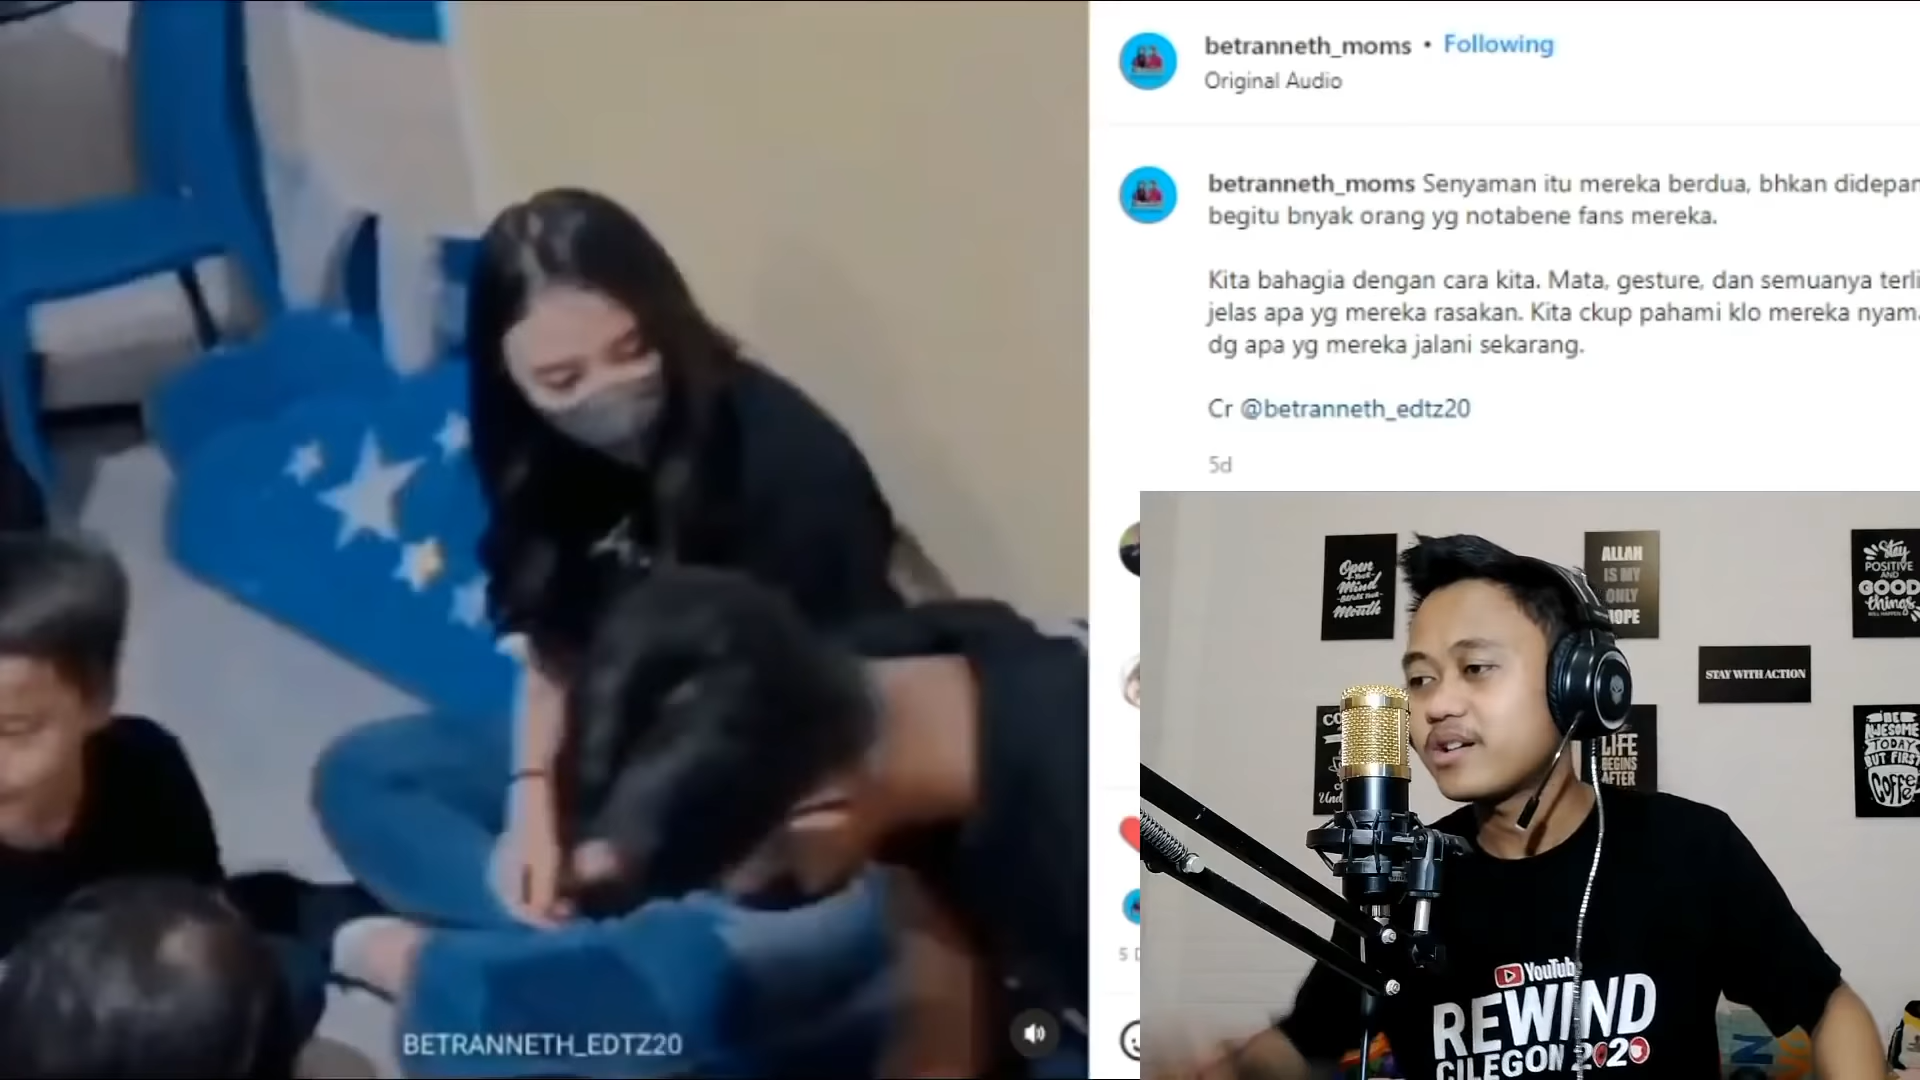 betranneth_moms • Following
Original Audio
betranneth_moms Senyaman itu mereka berdua, bhkan didepan
begitu bnyak orang yg notabene fans mereka.
Kita bahagia dengan cara kita. Mata, gesture, dan semuanya terli
jelas apa yg mereka rasakan. Kita ckup pahami klo mereka nyama
dg apa yg mereka jalani sekarang.
Cr @betranneth_edtz20
5d
BETRANNETH_EDTZ20
Open
Your
Mind
BEFORE YOUR
Mouth
ALLAH
IS MY
ONLY
HOPE
Stay
POSITIVE
AND
GOOD
things
WILL HAPPEN
STAY WITH ACTION
LIFE
BEGINS
AFTER
BE
AWESOME
TODAY
BUT FIRST
Coffe
YouTube
REWIND
CILEGON 2020